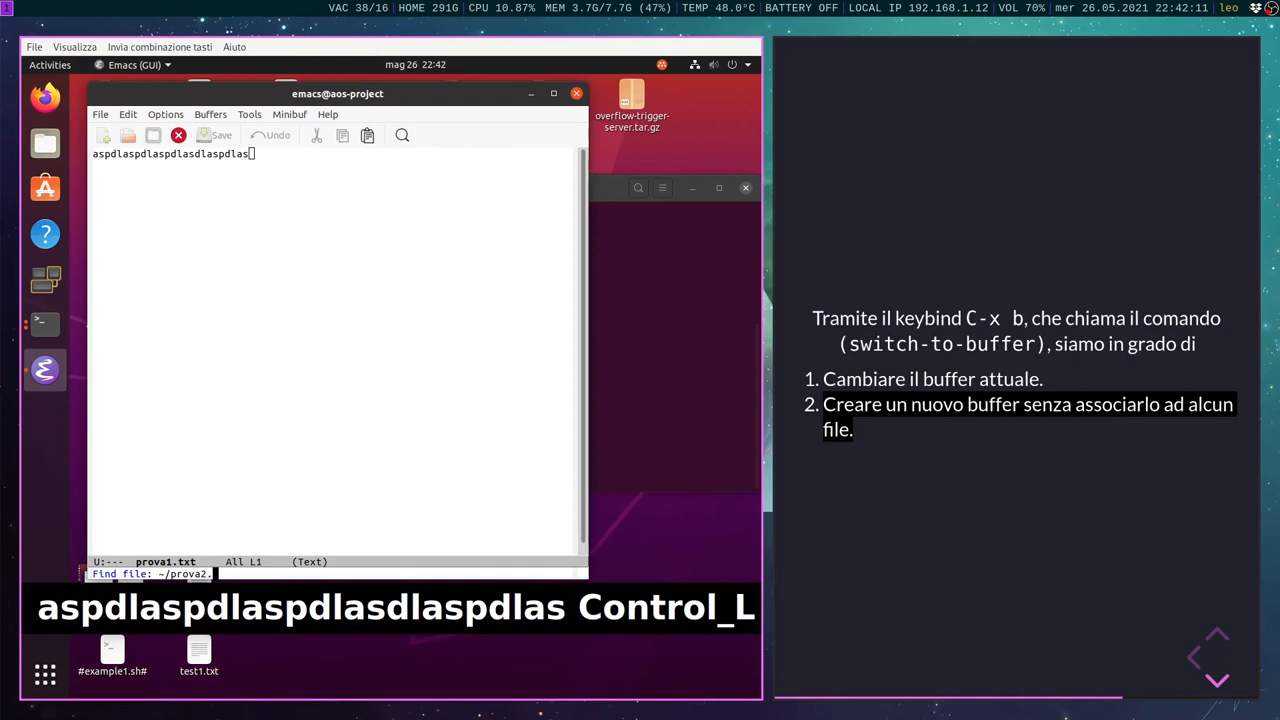 1
VAC 38/16 | HOME 291G | CPU 10.87% MEM 3.7G/7.7G (47%) | TEMP 48.0°C | BATTERY OFF | LOCAL IP 192.168.1.12 | VOL 70% | mer 26.05.2021 22:42:11 | leo
File Visualizza Invia combinazione tasti Aiuto
Activities Emacs (GUI) mag 26 22:42
emacs@aos-project
File Edit Options Buffers Tools Minibuf Help
Save Undo
aspdlaspdlaspdlasdlaspdlas
U:--- prova1.txt All L1 (Text)
Find file: ~/prova2.
aspdlaspdlaspdlasdlaspdlas Control_L
overflow-trigger-
server.tar.gz
#example1.sh#
test1.txt
Tramite il keybind C-x b, che chiama il comando
(switch-to-buffer), siamo in grado di
1. Cambiare il buffer attuale.
2. Creare un nuovo buffer senza associarlo ad alcun
file.